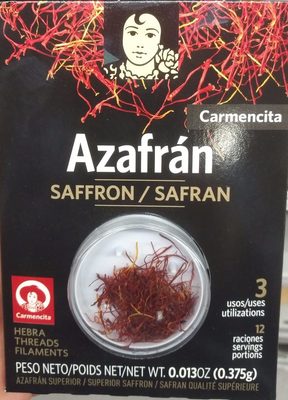 Carmencita
Azafrán
SAFFRON / SAFRAN
3
usos/uses
utilizations
12
raciones
servings
portions
Carmencita
HEBRA
THREADS
FILAMENTS
PESO NETO/POIDS NET/NET WT. 0.013OZ (0.375g)
AZAFRÁN SUPERIOR / SUPERIOR SAFFRON / SAFRAN QUALITÉ SUPÉRIEURE